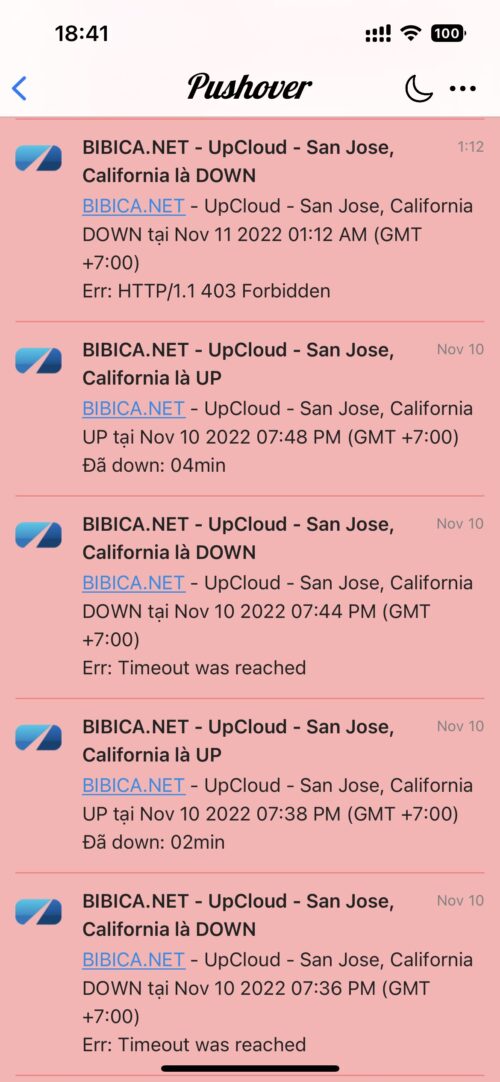 18:41
100
Pushover
BIBICA.NET - UpCloud - San Jose,
1:12
California là DOWN
BIBICA.NET - UpCloud - San Jose, California
DOWN tại Nov 11 2022 01:12 AM (GMT
+7:00)
Err: HTTP/1.1 403 Forbidden
BIBICA.NET - UpCloud - San Jose,
Nov 10
California là UP
BIBICA.NET - UpCloud - San Jose, California
UP tại Nov 10 2022 07:48 PM (GMT +7:00)
Đã down: 04min
BIBICA.NET - UpCloud - San Jose,
Nov 10
California là DOWN
BIBICA.NET - UpCloud - San Jose, California
DOWN tại Nov 10 2022 07:44 PM (GMT
+7:00)
Err: Timeout was reached
BIBICA.NET - UpCloud - San Jose,
Nov 10
California là UP
BIBICA.NET - UpCloud - San Jose, California
UP tại Nov 10 2022 07:38 PM (GMT +7:00)
Đã down: 02min
BIBICA.NET - UpCloud - San Jose,
Nov 10
California là DOWN
BIBICA.NET - UpCloud - San Jose, California
DOWN tại Nov 10 2022 07:36 PM (GMT
+7:00)
Err: Timeout was reached